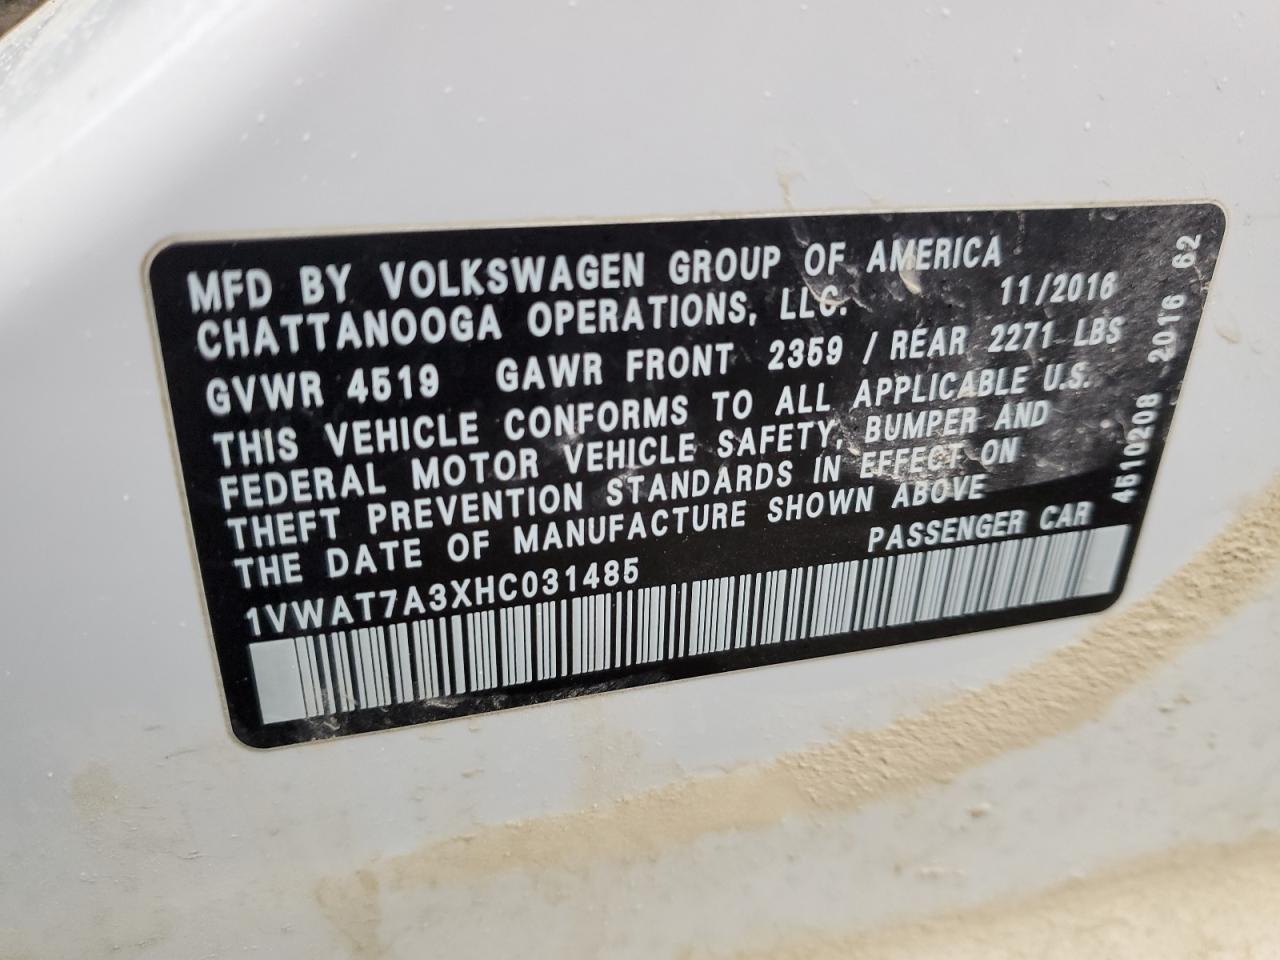 MFD BY VOLKSWAGEN GROUP OF AMERICA
CHATTANOOGA OPERATIONS, LLC. 11/2016
GVWR 4519 GAWR FRONT 2359 / REAR 2271 LBS
THIS VEHICLE CONFORMS TO ALL APPLICABLE U.S.
FEDERAL MOTOR VEHICLE SAFETY, BUMPER AND
THEFT PREVENTION STANDARDS IN EFFECT ON
THE DATE OF MANUFACTURE SHOWN ABOVE
1VWAT7A3XHC031485 PASSENGER CAR
4510208 2016 62